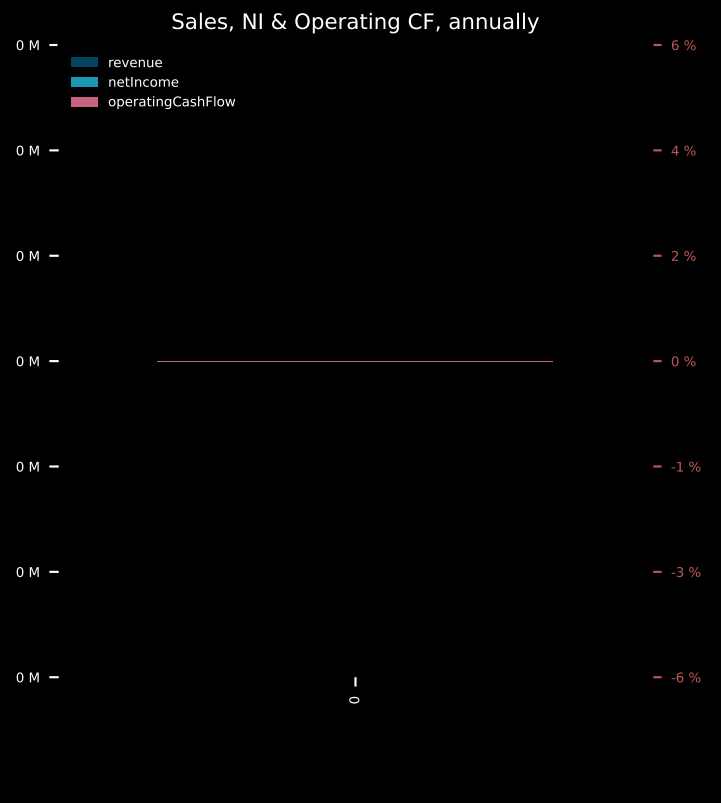 Sales, NI & Operating CF, annually
0 M
6 %
revenue
netIncome
operatingCashFlow
0 M
4 %
0 M
2 %
0 M
0 %
0 M
-1 %
0 M
-3 %
0 M
-6 %
0